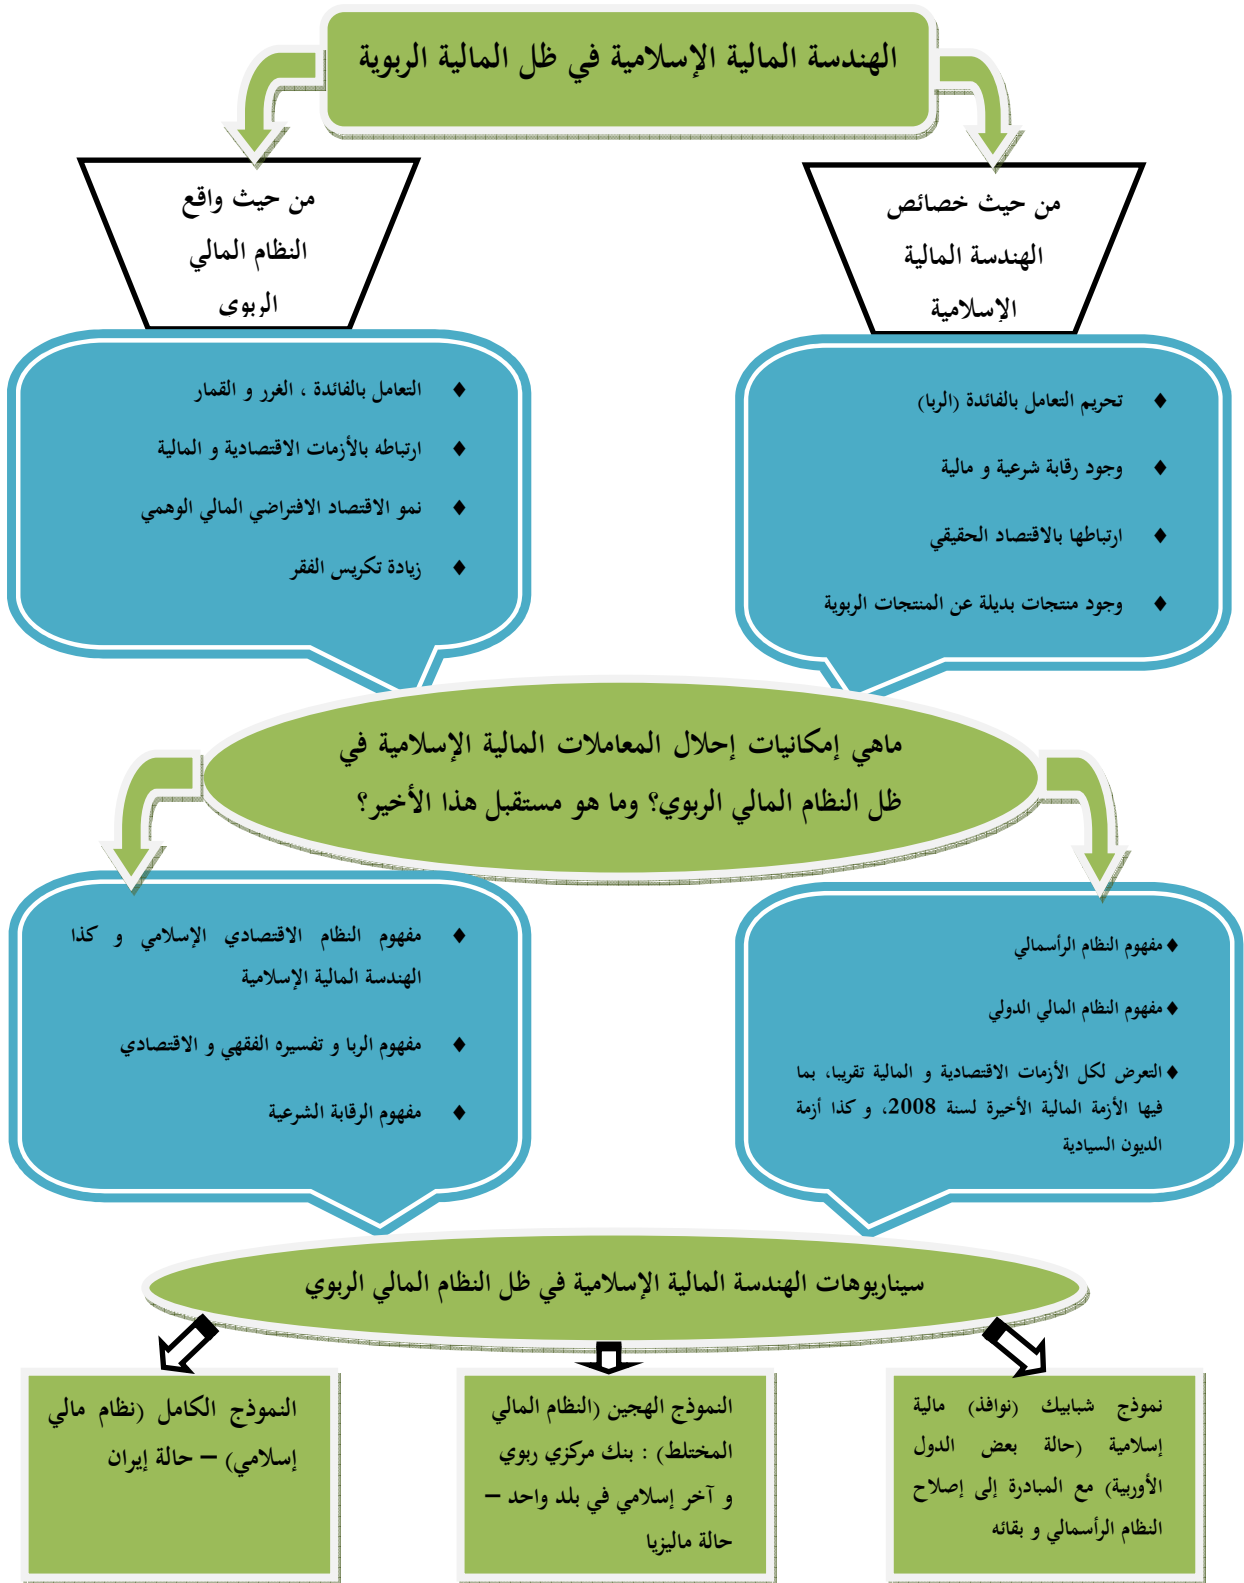 الهندسة المالية الإسلامية في ظل المالية الربوية
من حيث خصائص
الهندسة المالية
الإسلامية
من حيث واقع
النظام المالي
الربوي
♦ تحريم التعامل بالفائدة (الربا)
♦ وجود رقابة شرعية و مالية
♦ ارتباطها بالاقتصاد الحقيقي
♦ وجود منتجات بديلة عن المنتجات الربوية
♦ التعامل بالفائدة ، الغرر و القمار
♦ ارتباطه بالأزمات الاقتصادية و المالية
♦ نمو الاقتصاد الافتراضي المالي الوهمي
♦ زيادة تكريس الفقر
ماهي إمكانيات إحلال المعاملات المالية الإسلامية في
ظل النظام المالي الربوي؟ وما هو مستقبل هذا الأخير؟
♦ مفهوم النظام الرأسمالي
♦ مفهوم النظام المالي الدولي
♦ التعرض لكل الأزمات الاقتصادية و المالية تقريبا، بما
فيها الأزمة المالية الأخيرة لسنة 2008، و كذا أزمة
الديون السيادية
♦ مفهوم النظام الاقتصادي الإسلامي و كذا
الهندسة المالية الإسلامية
♦ مفهوم الربا و تفسيره الفقهي و الاقتصادي
♦ مفهوم الرقابة الشرعية
سيناريوهات الهندسة المالية الإسلامية في ظل النظام المالي الربوي
نموذج شبابيك (نوافذ) مالية
إسلامية (حالة بعض الدول
الأوربية) مع المبادرة إلى إصلاح
النظام الرأسمالي و بقائه
النموذج الهجين (النظام المالي
المختلط) : بنك مركزي ربوي
و آخر إسلامي في بلد واحد –
حالة ماليزيا
النموذج الكامل (نظام مالي
إسلامي) – حالة إيران